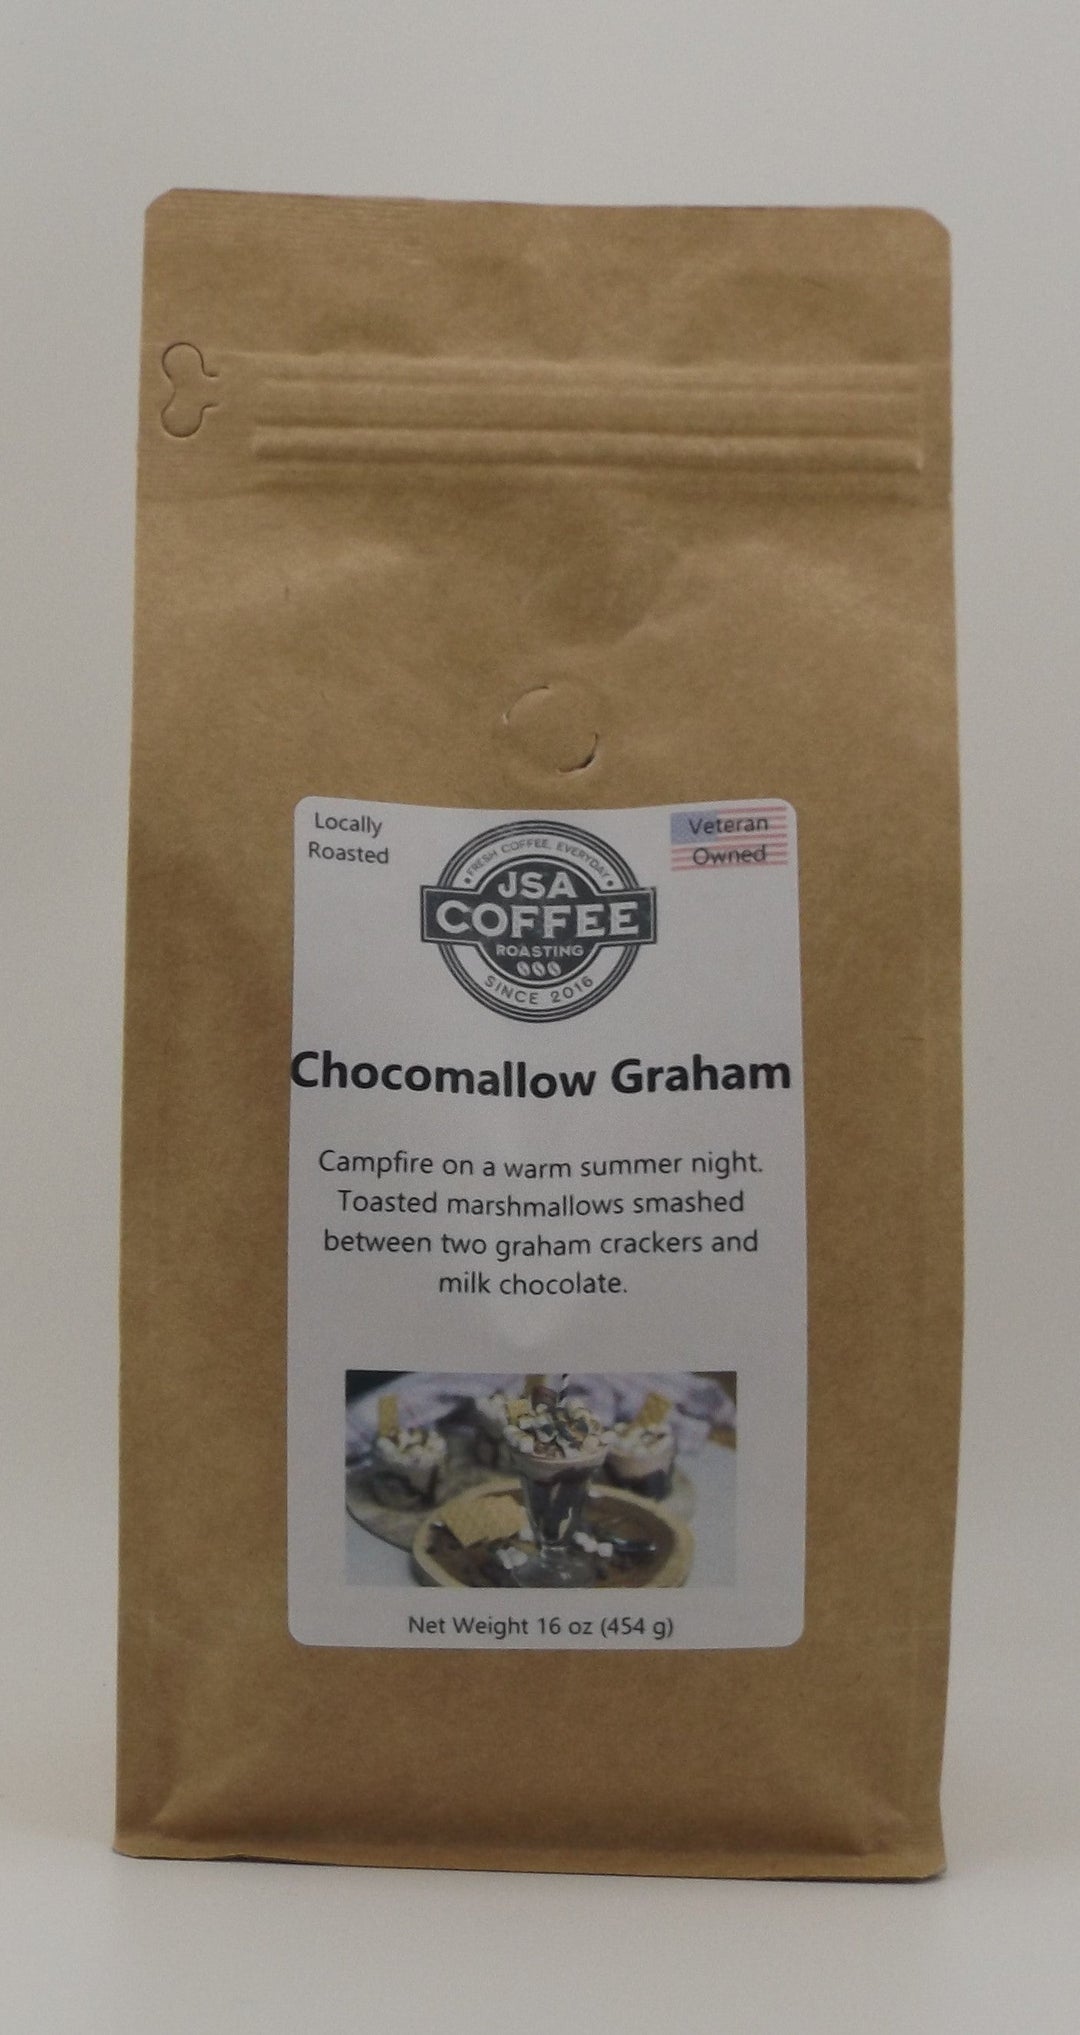 Locally
Roasted
Veteran
Owned
FRESH COFFEE, EVERYDAY
JSA
COFFEE
ROASTING
SINCE 2016
Chocomallow Graham
Campfire on a warm summer night.
Toasted marshmallows smashed
between two graham crackers and
milk chocolate.
Net Weight 16 oz (454 g)